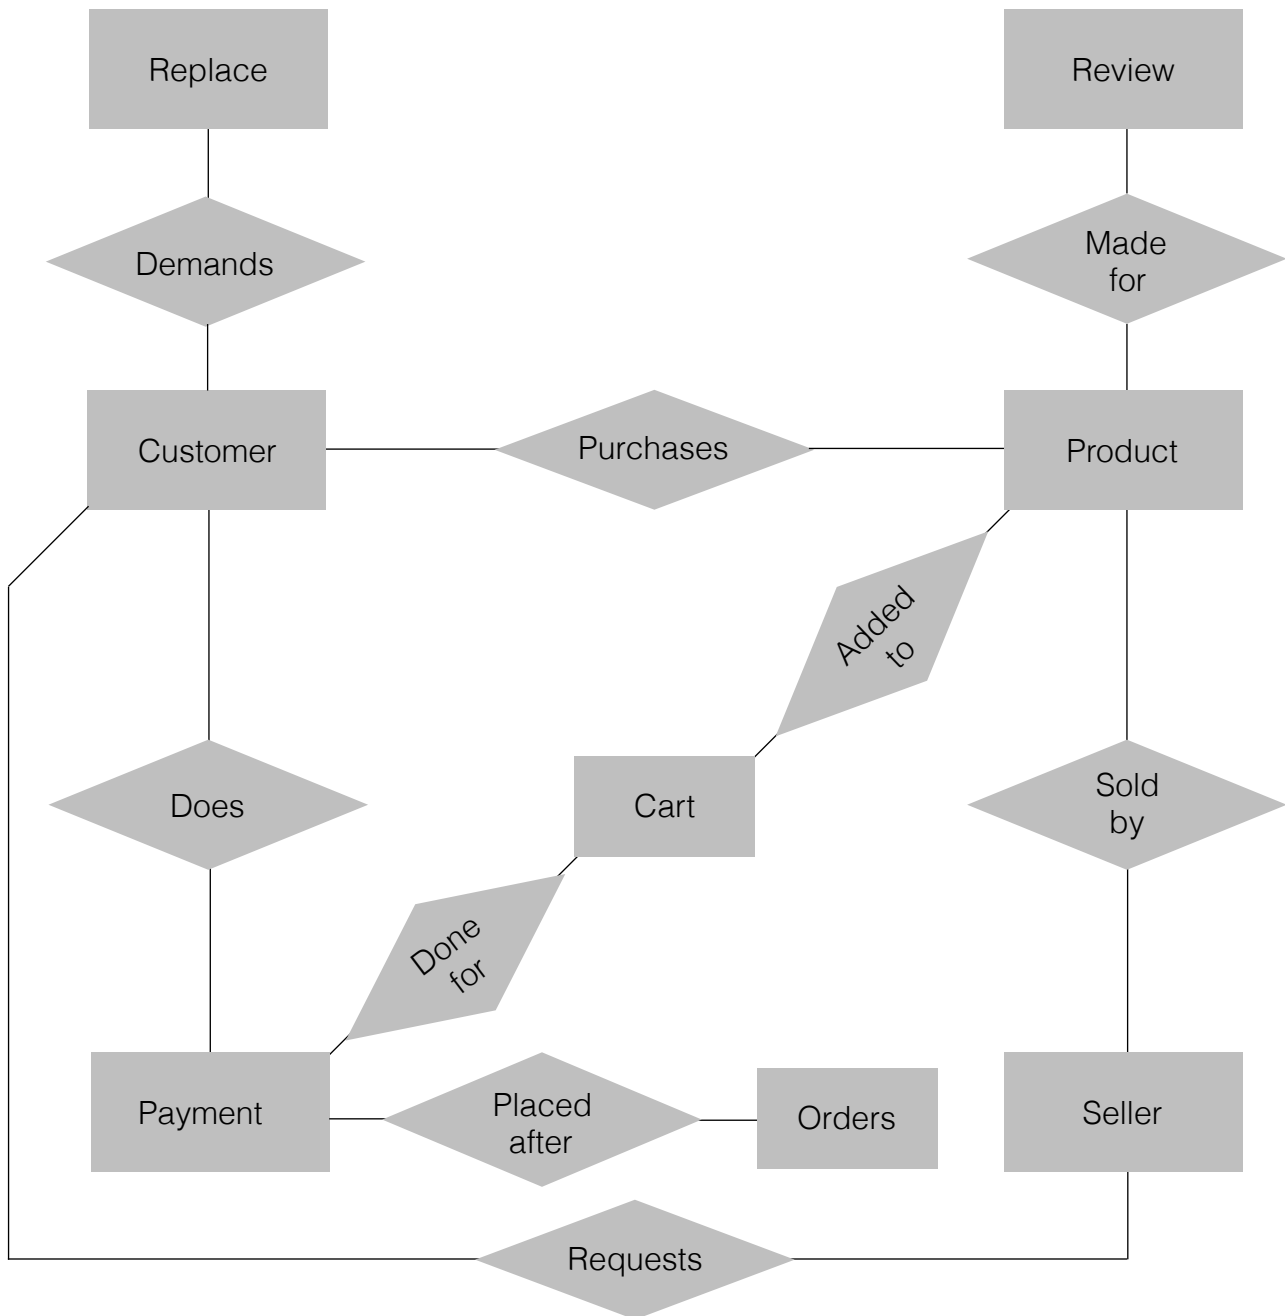 Replace
Review
Demands
Made
for
Customer
Purchases
Product
Added
to
Does
Cart
Sold
by
Done
for
Payment
Placed
after
Orders
Seller
Requests